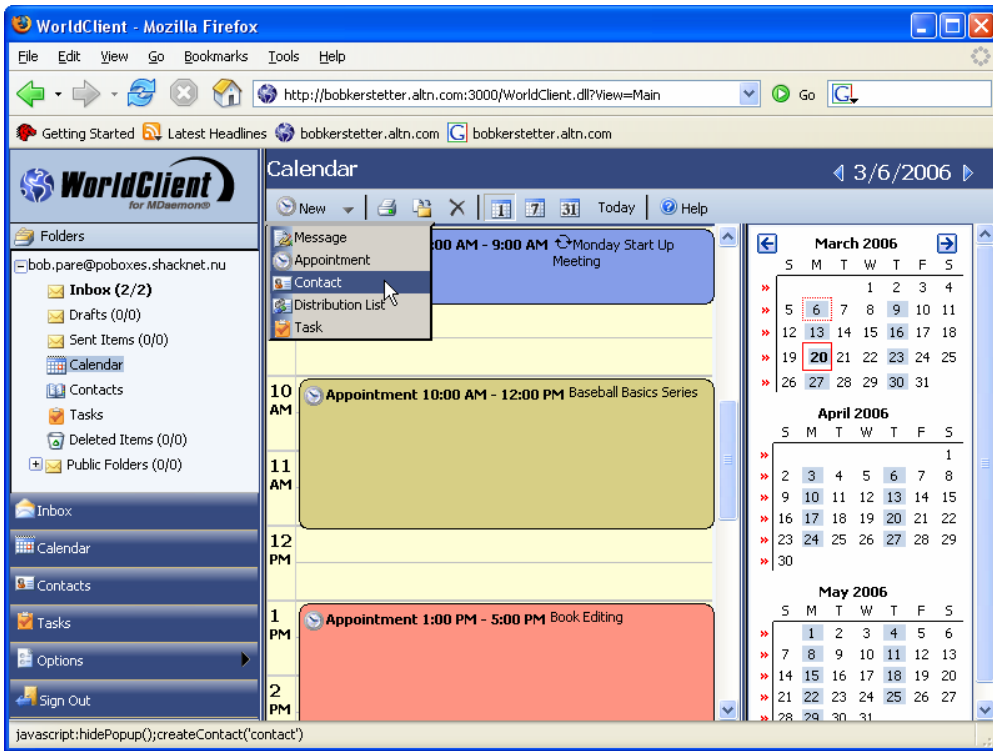 WorldClient - Mozilla Firefox
File Edit View Go Bookmarks Tools Help
http://bobkerstetter.altn.com:3000/WorldClient.dll?View=Main Go G
Getting Started Latest Headlines bobkerstetter.altn.com G bobkerstetter.altn.com
WorldClient
for MDaemon®
Folders
bob.pare@poboxes.shacknet.nu
Inbox (2/2)
Drafts (0/0)
Sent Items (0/0)
Calendar
Contacts
Tasks
Deleted Items (0/0)
Public Folders (0/0)
Inbox
Calendar
Contacts
Tasks
Options
Sign Out
Calendar 3/6/2006
New 1 7 31 Today Help
Message
Appointment
Contact
Distribution List
Task
:00 AM - 9:00 AM Monday Start Up
Meeting
10 AM
Appointment 10:00 AM - 12:00 PM Baseball Basics Series
11 AM
12 PM
1 PM
Appointment 1:00 PM - 5:00 PM Book Editing
2 PM
March 2006
S M T W T F S
» 1 2 3 4
» 5 6 7 8 9 10 11
» 12 13 14 15 16 17 18
» 19 20 21 22 23 24 25
» 26 27 28 29 30 31
April 2006
S M T W T F S
» 1
» 2 3 4 5 6 7 8
» 9 10 11 12 13 14 15
» 16 17 18 19 20 21 22
» 23 24 25 26 27 28 29
» 30
May 2006
S M T W T F S
» 1 2 3 4 5 6
» 7 8 9 10 11 12 13
» 14 15 16 17 18 19 20
» 21 22 23 24 25 26 27
» 28 29 30 31
javascript:hidePopup();createContact('contact')